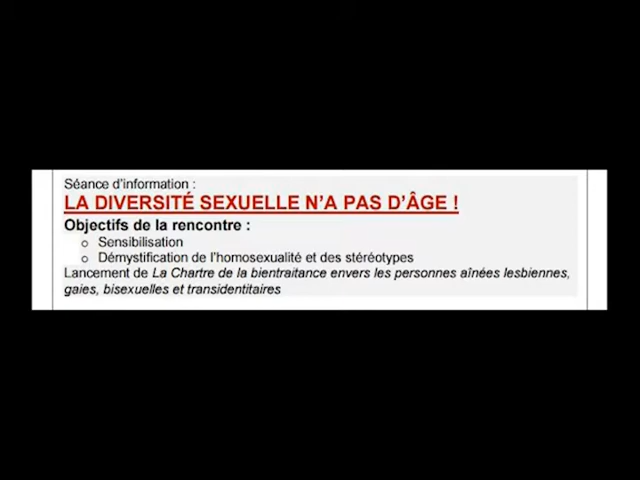 Séance d'information :
LA DIVERSITÉ SEXUELLE N'A PAS D'ÂGE !
Objectifs de la rencontre :
o Sensibilisation
o Démystification de l'homosexualité et des stéréotypes
Lancement de La Chartre de la bientraitance envers les personnes aînées lesbiennes,
gaies, bisexuelles et transidentitaires